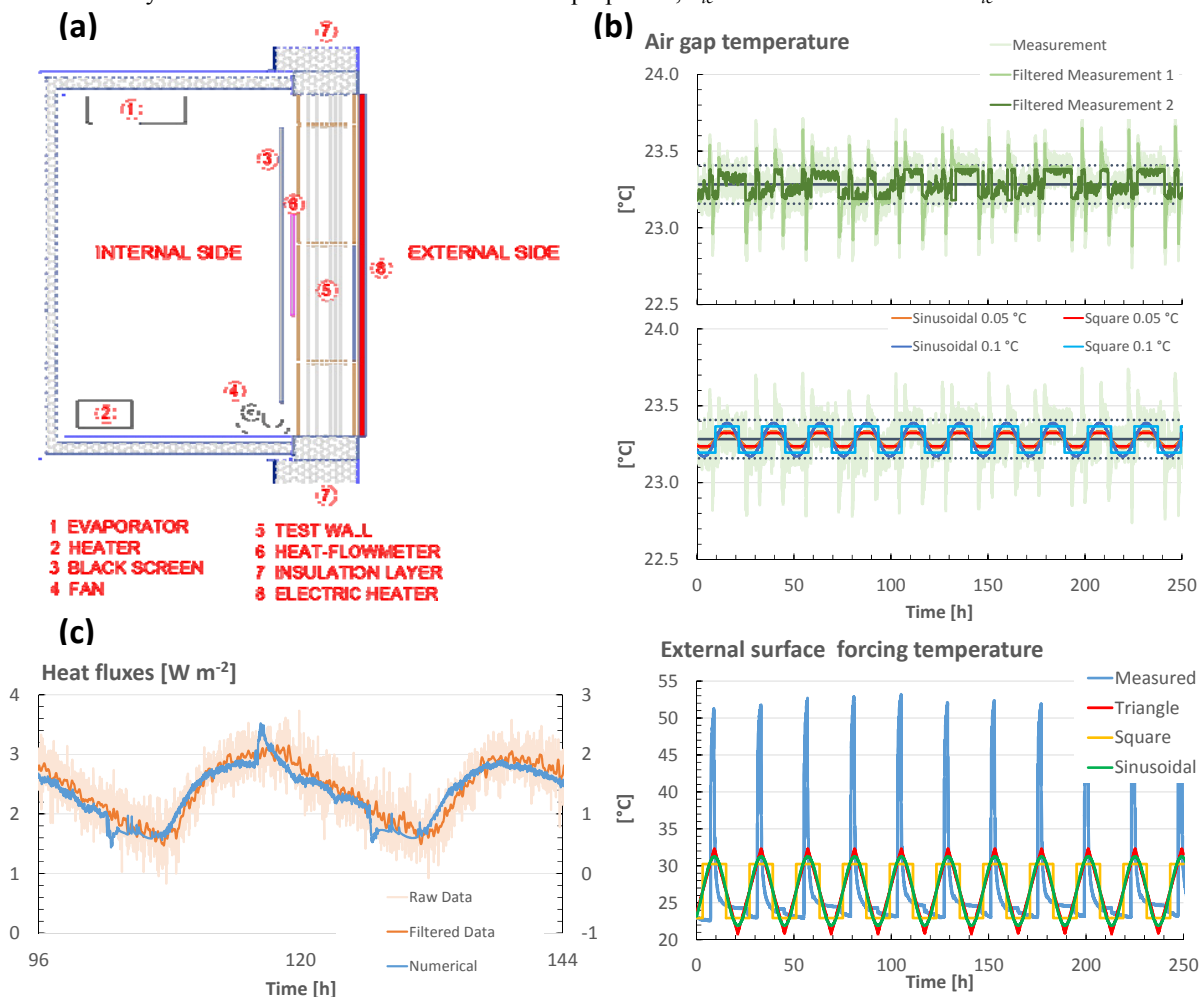 (a)
7
1
3
6
INTERNAL SIDE
EXTERNAL SIDE
8
5
4
2
7
1 EVAPORATOR
2 HEATER
3 BLACK SCREEN
4 FAN
5 TEST WALL
6 HEAT-FLOWMETER
7 INSULATION LAYER
8 ELECTRIC HEATER
(b)
Air gap temperature
Measurement
Filtered Measurement 1
Filtered Measurement 2
24.0
23.5
23.0
22.5
[°C]
0 50 100 150 200 250
Sinusoidal 0.05 °C
Square 0.05 °C
Sinusoidal 0.1 °C
Square 0.1 °C
24.0
23.5
23.0
22.5
[°C]
0 50 100 150 200 250
Time [h]
(c)
Heat fluxes [W m-2]
4
3
2
1
0
3
2
1
0
-1
Raw Data
Filtered Data
Numerical
96 120 144
Time [h]
External surface forcing temperature
Measured
Triangle
Square
Sinusoidal
55
50
45
40
35
30
25
20
[°C]
0 50 100 150 200 250
Time [h]